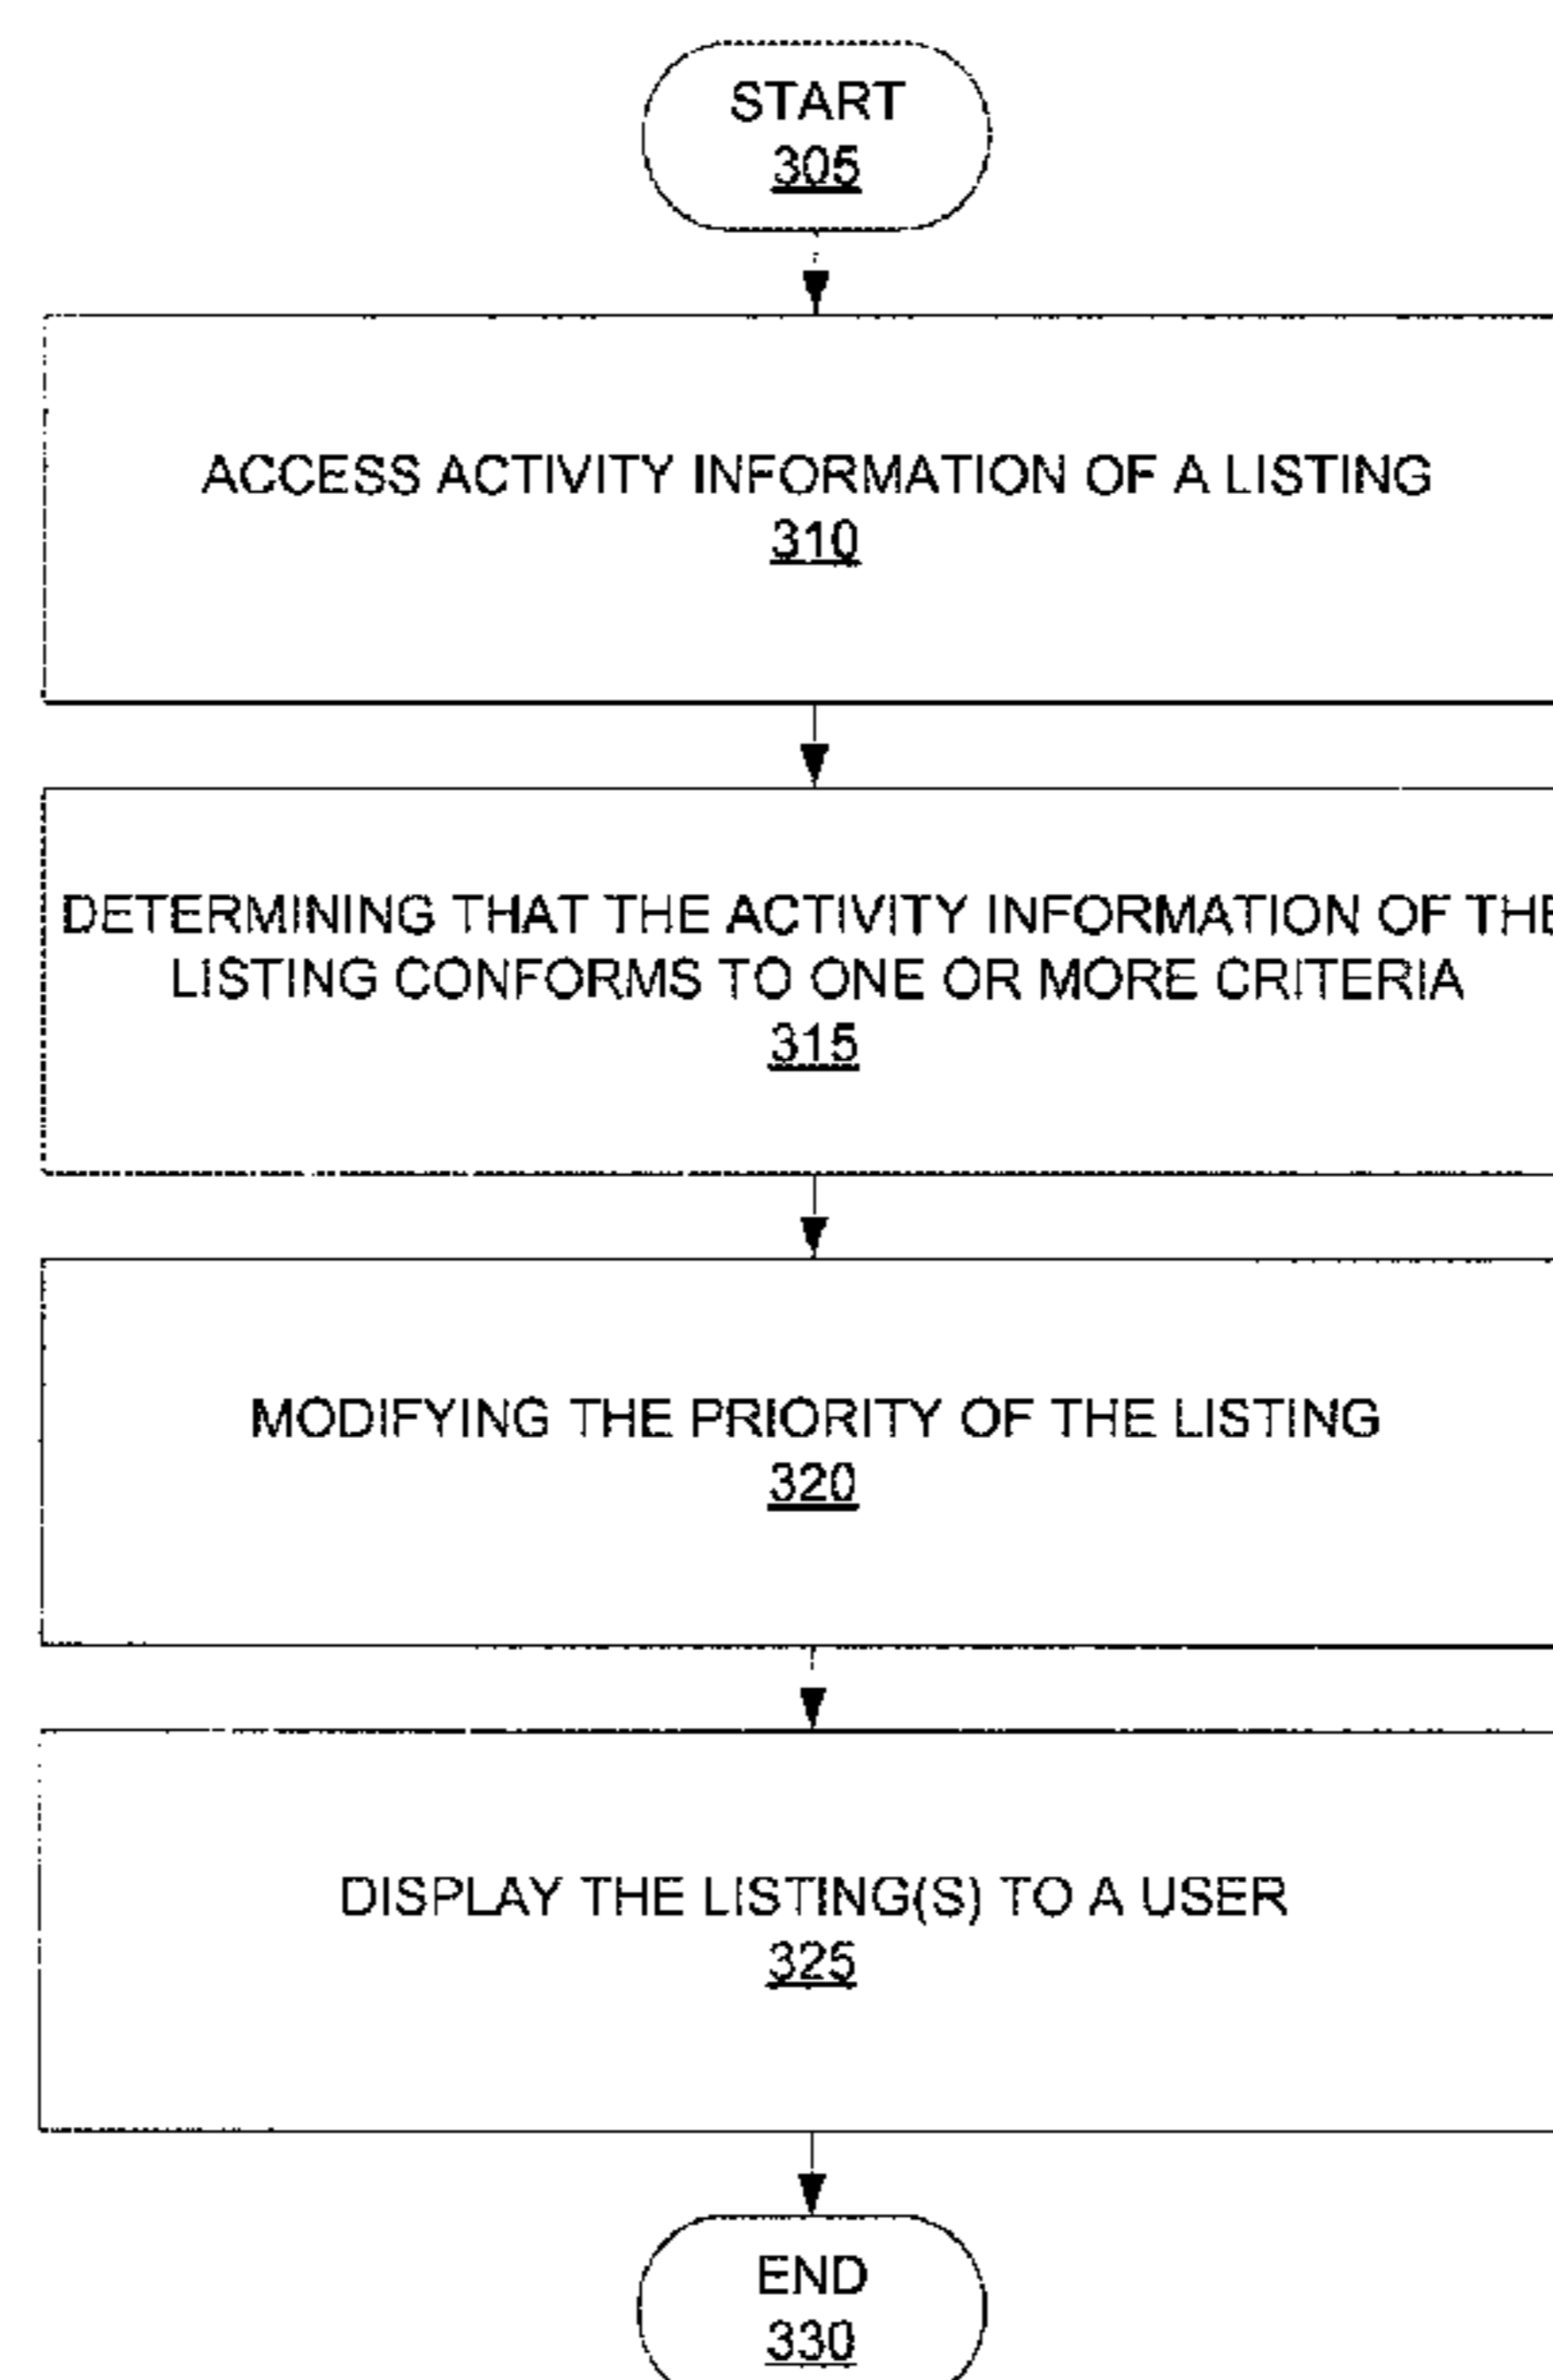 START
305
ACCESS ACTIVITY INFORMATION OF A LISTING
310
DETERMINING THAT THE ACTIVITY INFORMATION OF THE
LISTING CONFORMS TO ONE OR MORE CRITERIA
315
MODIFYING THE PRIORITY OF THE LISTING
320
DISPLAY THE LISTING(S) TO A USER
325
END
330